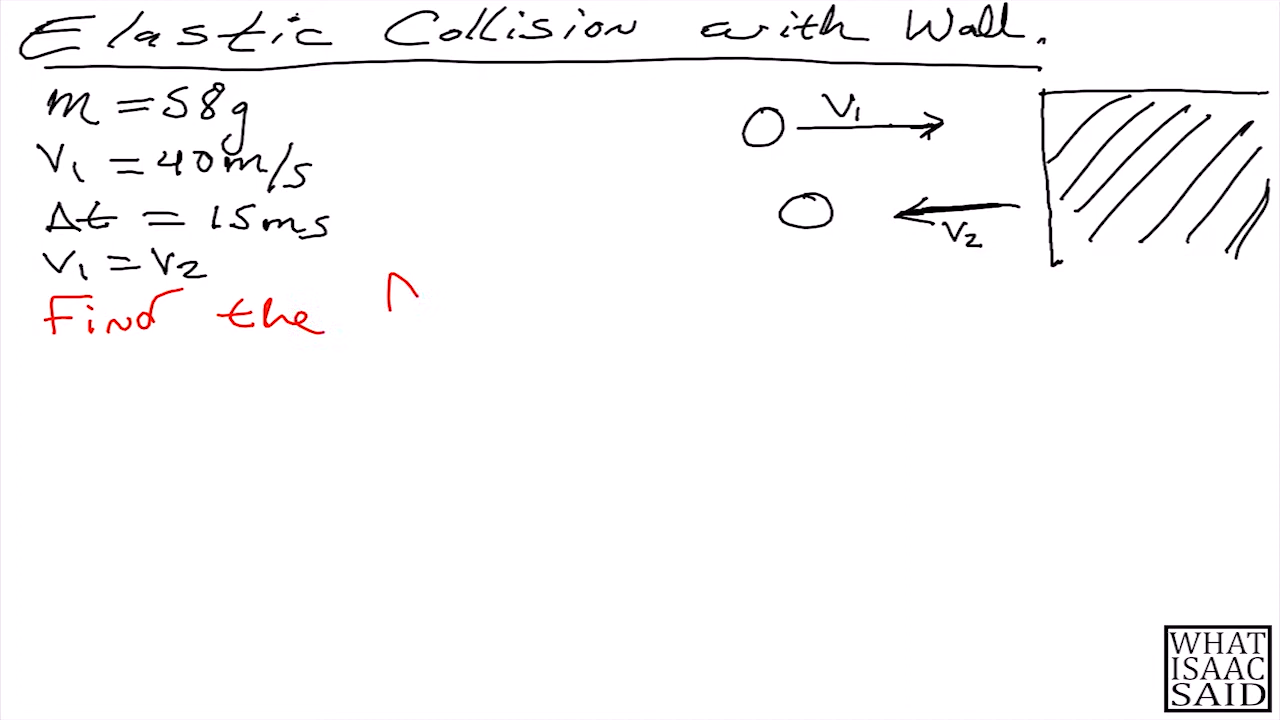 Elastic Collision with Wall.
m = 58g
V₁ = 40m/s
Δt = 15ms
V₁ = V₂
Find the
V₁
V₂
WHAT
ISAAC
SAID